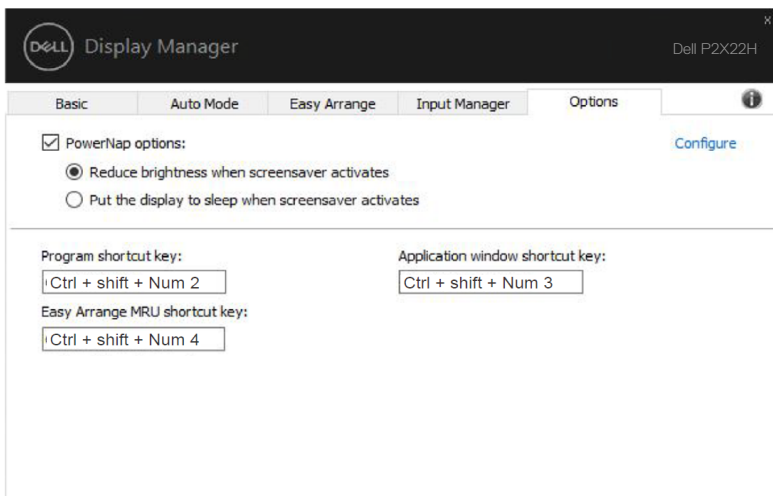 x
DELL Display Manager
Dell P2X22H
Basic Auto Mode Easy Arrange Input Manager Options i
PowerNap options: Configure
Reduce brightness when screensaver activates
Put the display to sleep when screensaver activates
Program shortcut key: Application window shortcut key:
Ctrl + shift + Num 2 Ctrl + shift + Num 3
Easy Arrange MRU shortcut key:
Ctrl + shift + Num 4